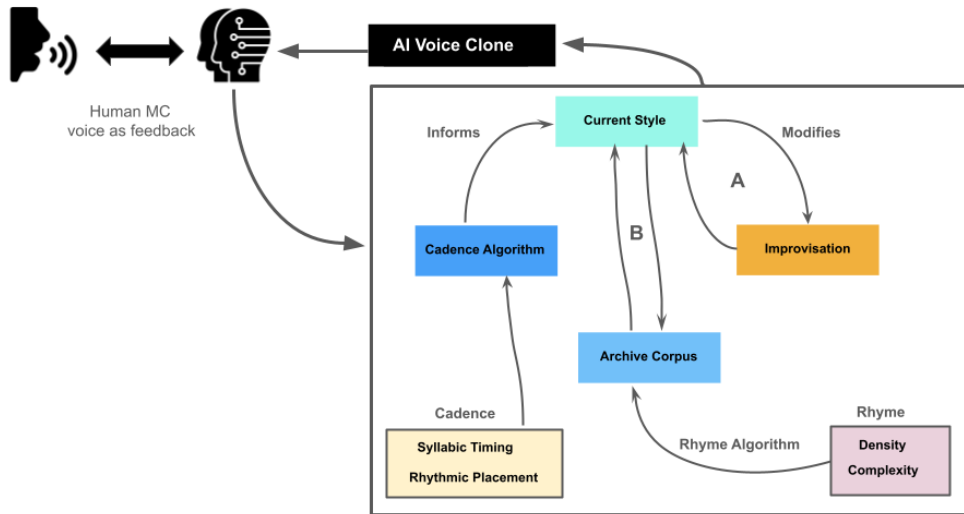 AI Voice Clone
Human MC
voice as feedback
Informs
Current Style
Modifies
A
B
Cadence Algorithm
Improvisation
Archive Corpus
Cadence
Syllabic Timing
Rhythmic Placement
Rhyme Algorithm
Rhyme
Density
Complexity